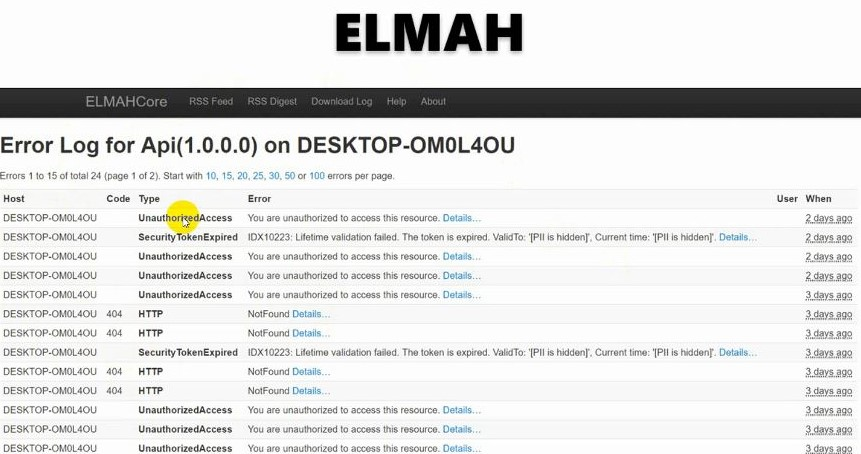 ELMAH
ELMAHCore RSS Feed RSS Digest Download Log Help About
Error Log for Api(1.0.0.0) on DESKTOP-OM0L4OU
Errors 1 to 15 of total 24 (page 1 of 2). Start with 10, 15, 20, 25, 30, 50 or 100 errors per page.
Host Code Type Error User When
DESKTOP-OM0L4OU UnauthorizedAccess You are unauthorized to access this resource. Details... 2 days ago
DESKTOP-OM0L4OU SecurityTokenExpired IDX10223: Lifetime validation failed. The token is expired. ValidTo: '[PII is hidden]', Current time: '[PII is hidden]'. Details... 2 days ago
DESKTOP-OM0L4OU UnauthorizedAccess You are unauthorized to access this resource. Details... 2 days ago
DESKTOP-OM0L4OU UnauthorizedAccess You are unauthorized to access this resource. Details... 2 days ago
DESKTOP-OM0L4OU UnauthorizedAccess You are unauthorized to access this resource. Details... 3 days ago
DESKTOP-OM0L4OU 404 HTTP NotFound Details... 3 days ago
DESKTOP-OM0L4OU 404 HTTP NotFound Details... 3 days ago
DESKTOP-OM0L4OU SecurityTokenExpired IDX10223: Lifetime validation failed. The token is expired. ValidTo: '[PII is hidden]', Current time: '[PII is hidden]'. Details... 3 days ago
DESKTOP-OM0L4OU 404 HTTP NotFound Details... 3 days ago
DESKTOP-OM0L4OU 404 HTTP NotFound Details... 3 days ago
DESKTOP-OM0L4OU UnauthorizedAccess You are unauthorized to access this resource. Details... 3 days ago
DESKTOP-OM0L4OU UnauthorizedAccess You are unauthorized to access this resource. Details... 3 days ago
DESKTOP-OM0L4OU UnauthorizedAccess You are unauthorized to access this resource. Details... 3 days ago